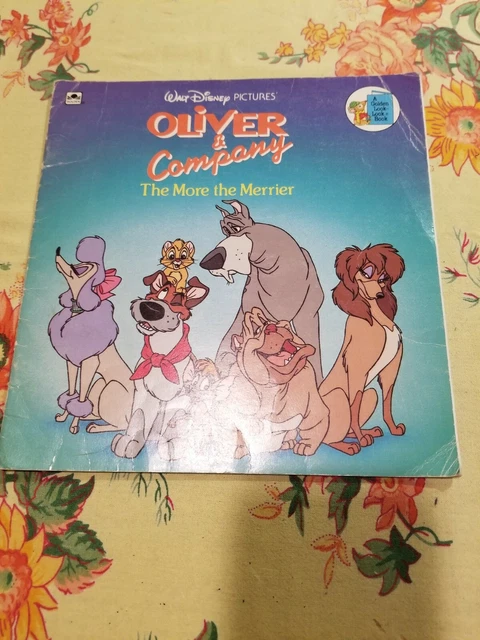 WALT DISNEY PICTURES
OLIVER
&
Company
The More the Merrier
A
Golden
Look-
Look®
Book